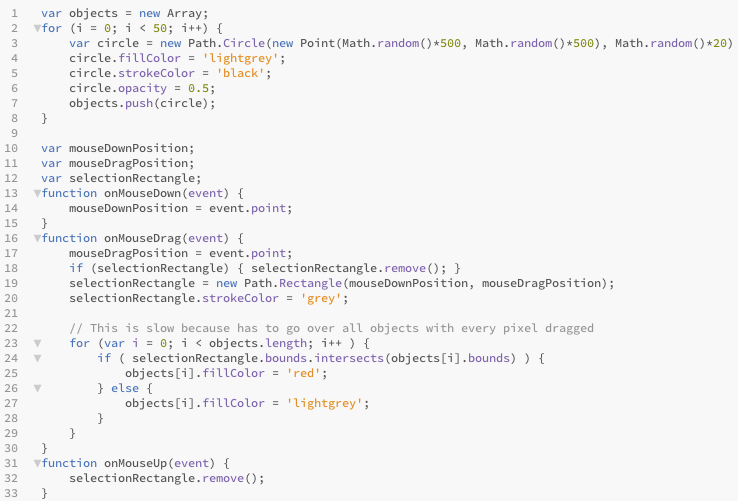 1 var objects = new Array;
2 for (i = 0; i < 50; i++) {
3     var circle = new Path.Circle(new Point(Math.random()*500, Math.random()*500), Math.random()*20)
4     circle.fillColor = 'lightgrey';
5     circle.strokeColor = 'black';
6     circle.opacity = 0.5;
7     objects.push(circle);
8 }
9
10 var mouseDownPosition;
11 var mouseDragPosition;
12 var selectionRectangle;
13 function onMouseDown(event) {
14     mouseDownPosition = event.point;
15 }
16 function onMouseDrag(event) {
17     mouseDragPosition = event.point;
18     if (selectionRectangle) { selectionRectangle.remove(); }
19     selectionRectangle = new Path.Rectangle(mouseDownPosition, mouseDragPosition);
20     selectionRectangle.strokeColor = 'grey';
21
22     // This is slow because has to go over all objects with every pixel dragged
23     for (var i = 0; i < objects.length; i++ ) {
24         if ( selectionRectangle.bounds.intersects(objects[i].bounds) ) {
25             objects[i].fillColor = 'red';
26         } else {
27             objects[i].fillColor = 'lightgrey';
28         }
29     }
30 }
31 function onMouseUp(event) {
32     selectionRectangle.remove();
33 }